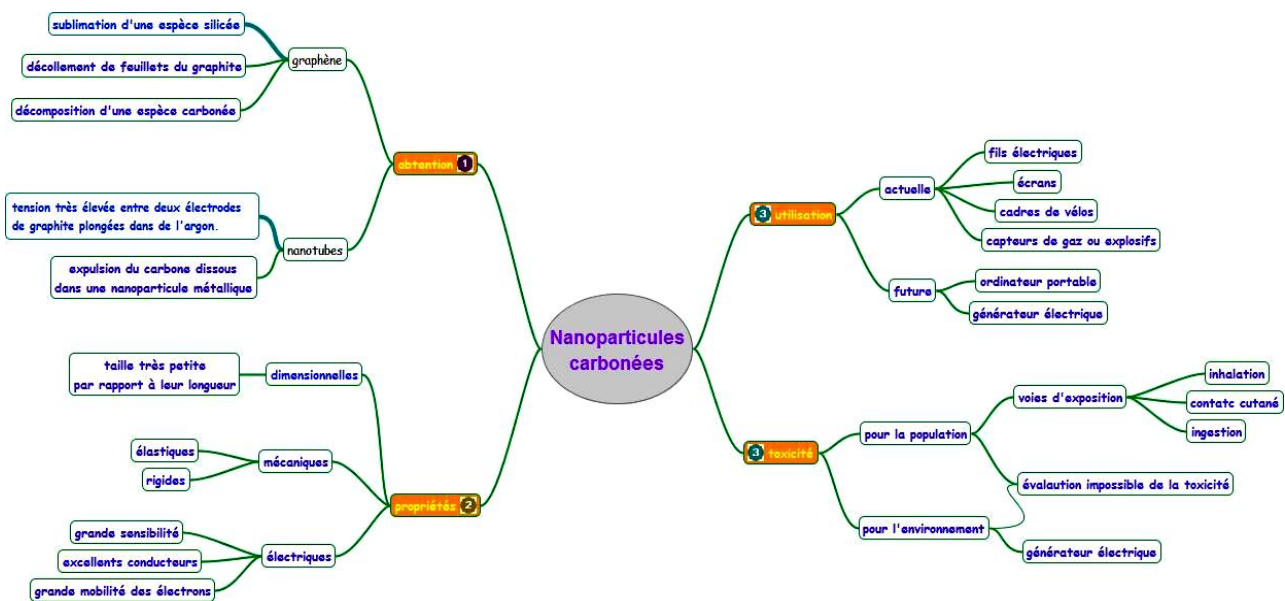 Nanoparticules
carbonées
obtention 1
graphène
sublimation d'une espèce silicée
décollement de feuillets du graphite
décomposition d'une espèce carbonée
nanotubes
tension très élevée entre deux électrodes
de graphite plongées dans de l'argon.
expulsion du carbone dissous
dans une nanoparticule métallique
propriétés 2
dimensionnelles
taille très petite
par rapport à leur longueur
mécaniques
élastiques
rigides
électriques
grande sensibilité
excellents conducteurs
grande mobilité des électrons
3 utilisation
actuelle
fils électriques
écrans
cadres de vélos
capteurs de gaz ou explosifs
future
ordinateur portable
générateur électrique
3 toxicité
pour la population
voies d'exposition
inhalation
contatc cutané
ingestion
évalaution impossible de la toxicité
pour l'environnement
générateur électrique